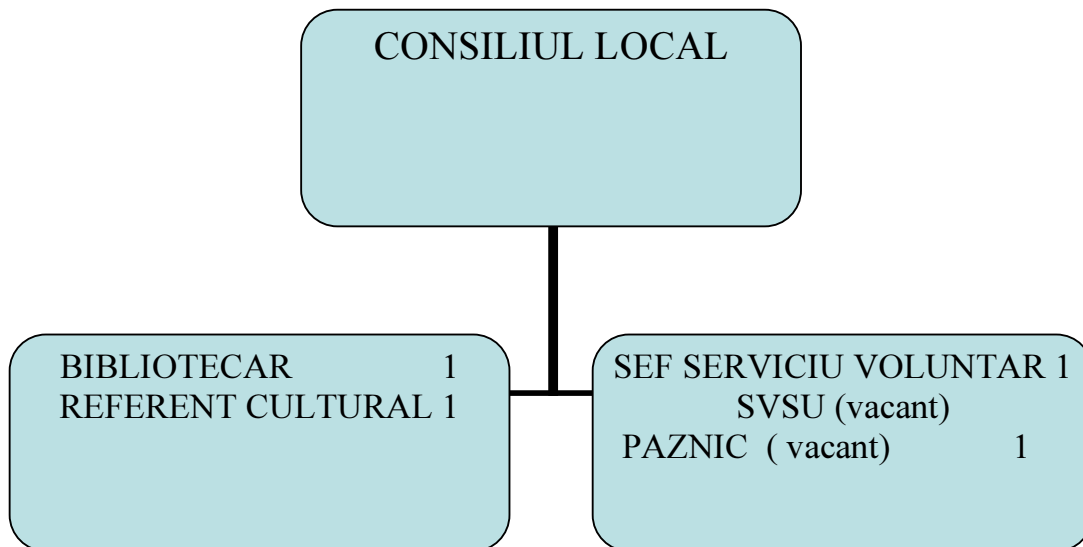 CONSILIUL LOCAL
BIBLIOTECAR 1
REFERENT CULTURAL 1
SEF SERVICIU VOLUNTAR 1
SVSU (vacant)
PAZNIC ( vacant) 1